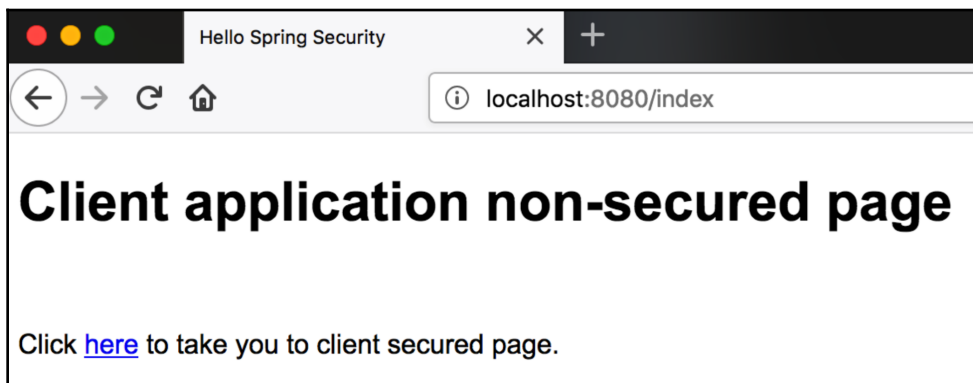 Hello Spring Security
localhost:8080/index
Client application non-secured page
Click here to take you to client secured page.